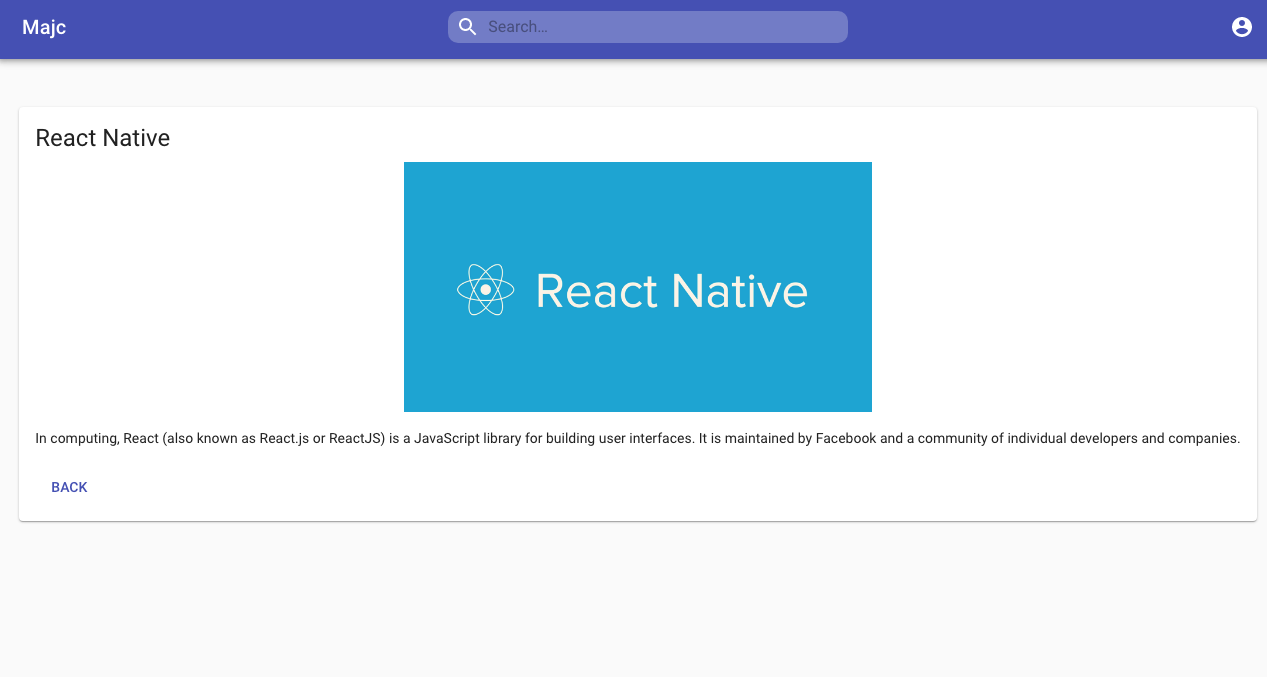 Majc
Search...
React Native
React Native
In computing, React (also known as React.js or ReactJS) is a JavaScript library for building user interfaces. It is maintained by Facebook and a community of individual developers and companies.
BACK